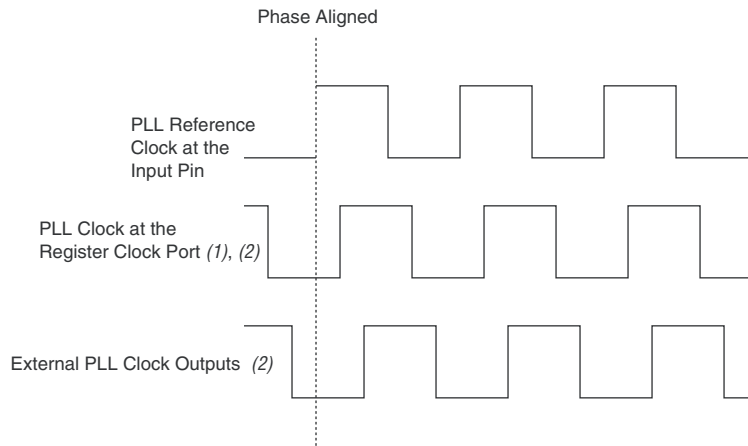 Phase Aligned
PLL Reference
Clock at the
Input Pin
PLL Clock at the
Register Clock Port (1), (2)
External PLL Clock Outputs (2)